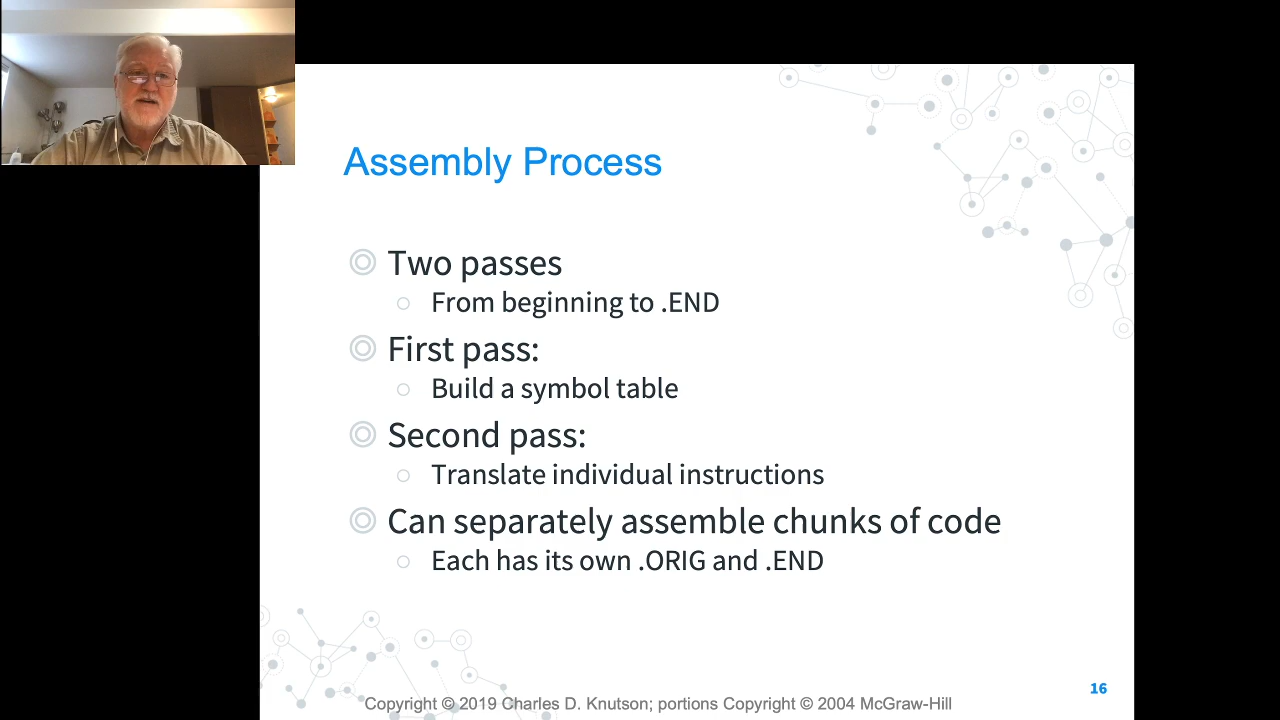 Assembly Process
Two passes
From beginning to .END
First pass:
Build a symbol table
Second pass:
Translate individual instructions
Can separately assemble chunks of code
Each has its own .ORIG and .END
16
Copyright © 2019 Charles D. Knutson; portions Copyright © 2004 McGraw-Hill